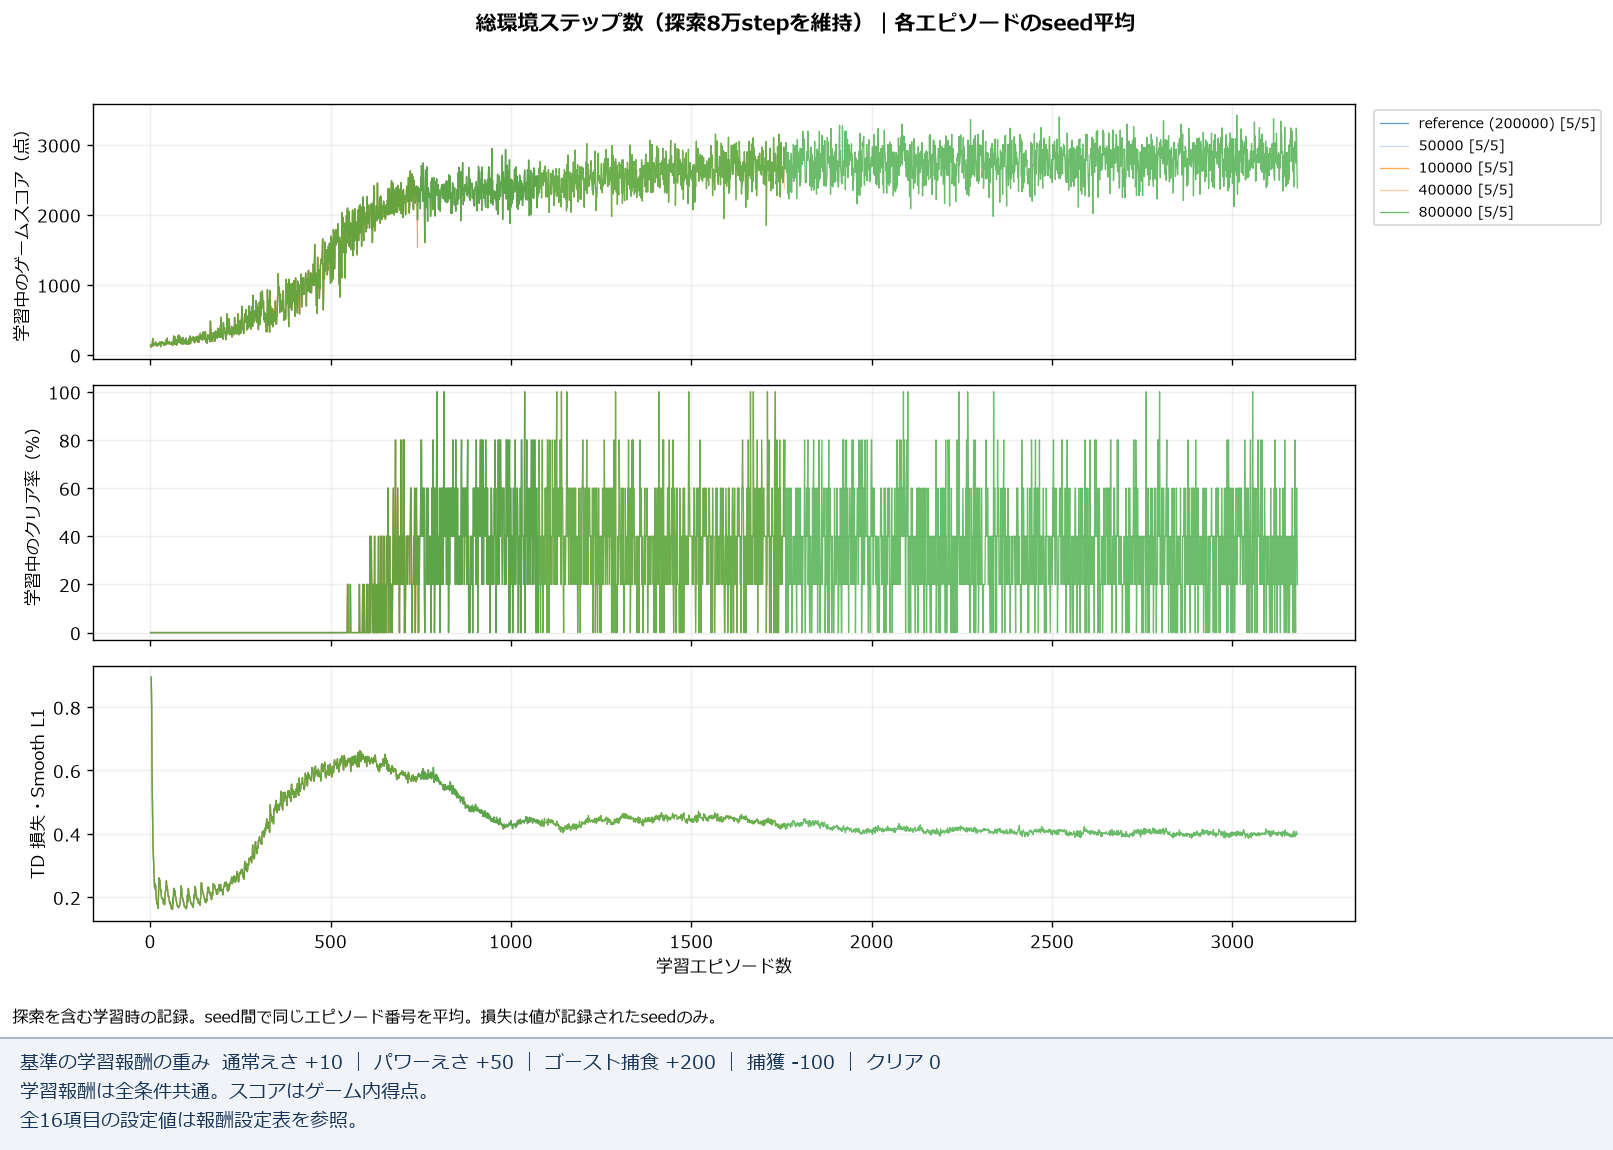 総環境ステップ数（探索8万stepを維持）｜各エピソードのseed平均
学習中のゲームスコア（点）
3000
2000
1000
0
reference (200000) [5/5]
50000 [5/5]
100000 [5/5]
400000 [5/5]
800000 [5/5]
学習中のクリア率（%）
100
80
60
40
20
0
TD 損失・Smooth L1
0.8
0.6
0.4
0.2
0 500 1000 1500 2000 2500 3000
学習エピソード数
探索を含む学習時の記録。seed間で同じエピソード番号を平均。損失は値が記録されたseedのみ。
基準の学習報酬の重み 通常えさ +10 ｜ パワーえさ +50 ｜ ゴースト捕食 +200 ｜ 捕獲 -100 ｜ クリア 0
学習報酬は全条件共通。スコアはゲーム内得点。
全16項目の設定値は報酬設定表を参照。